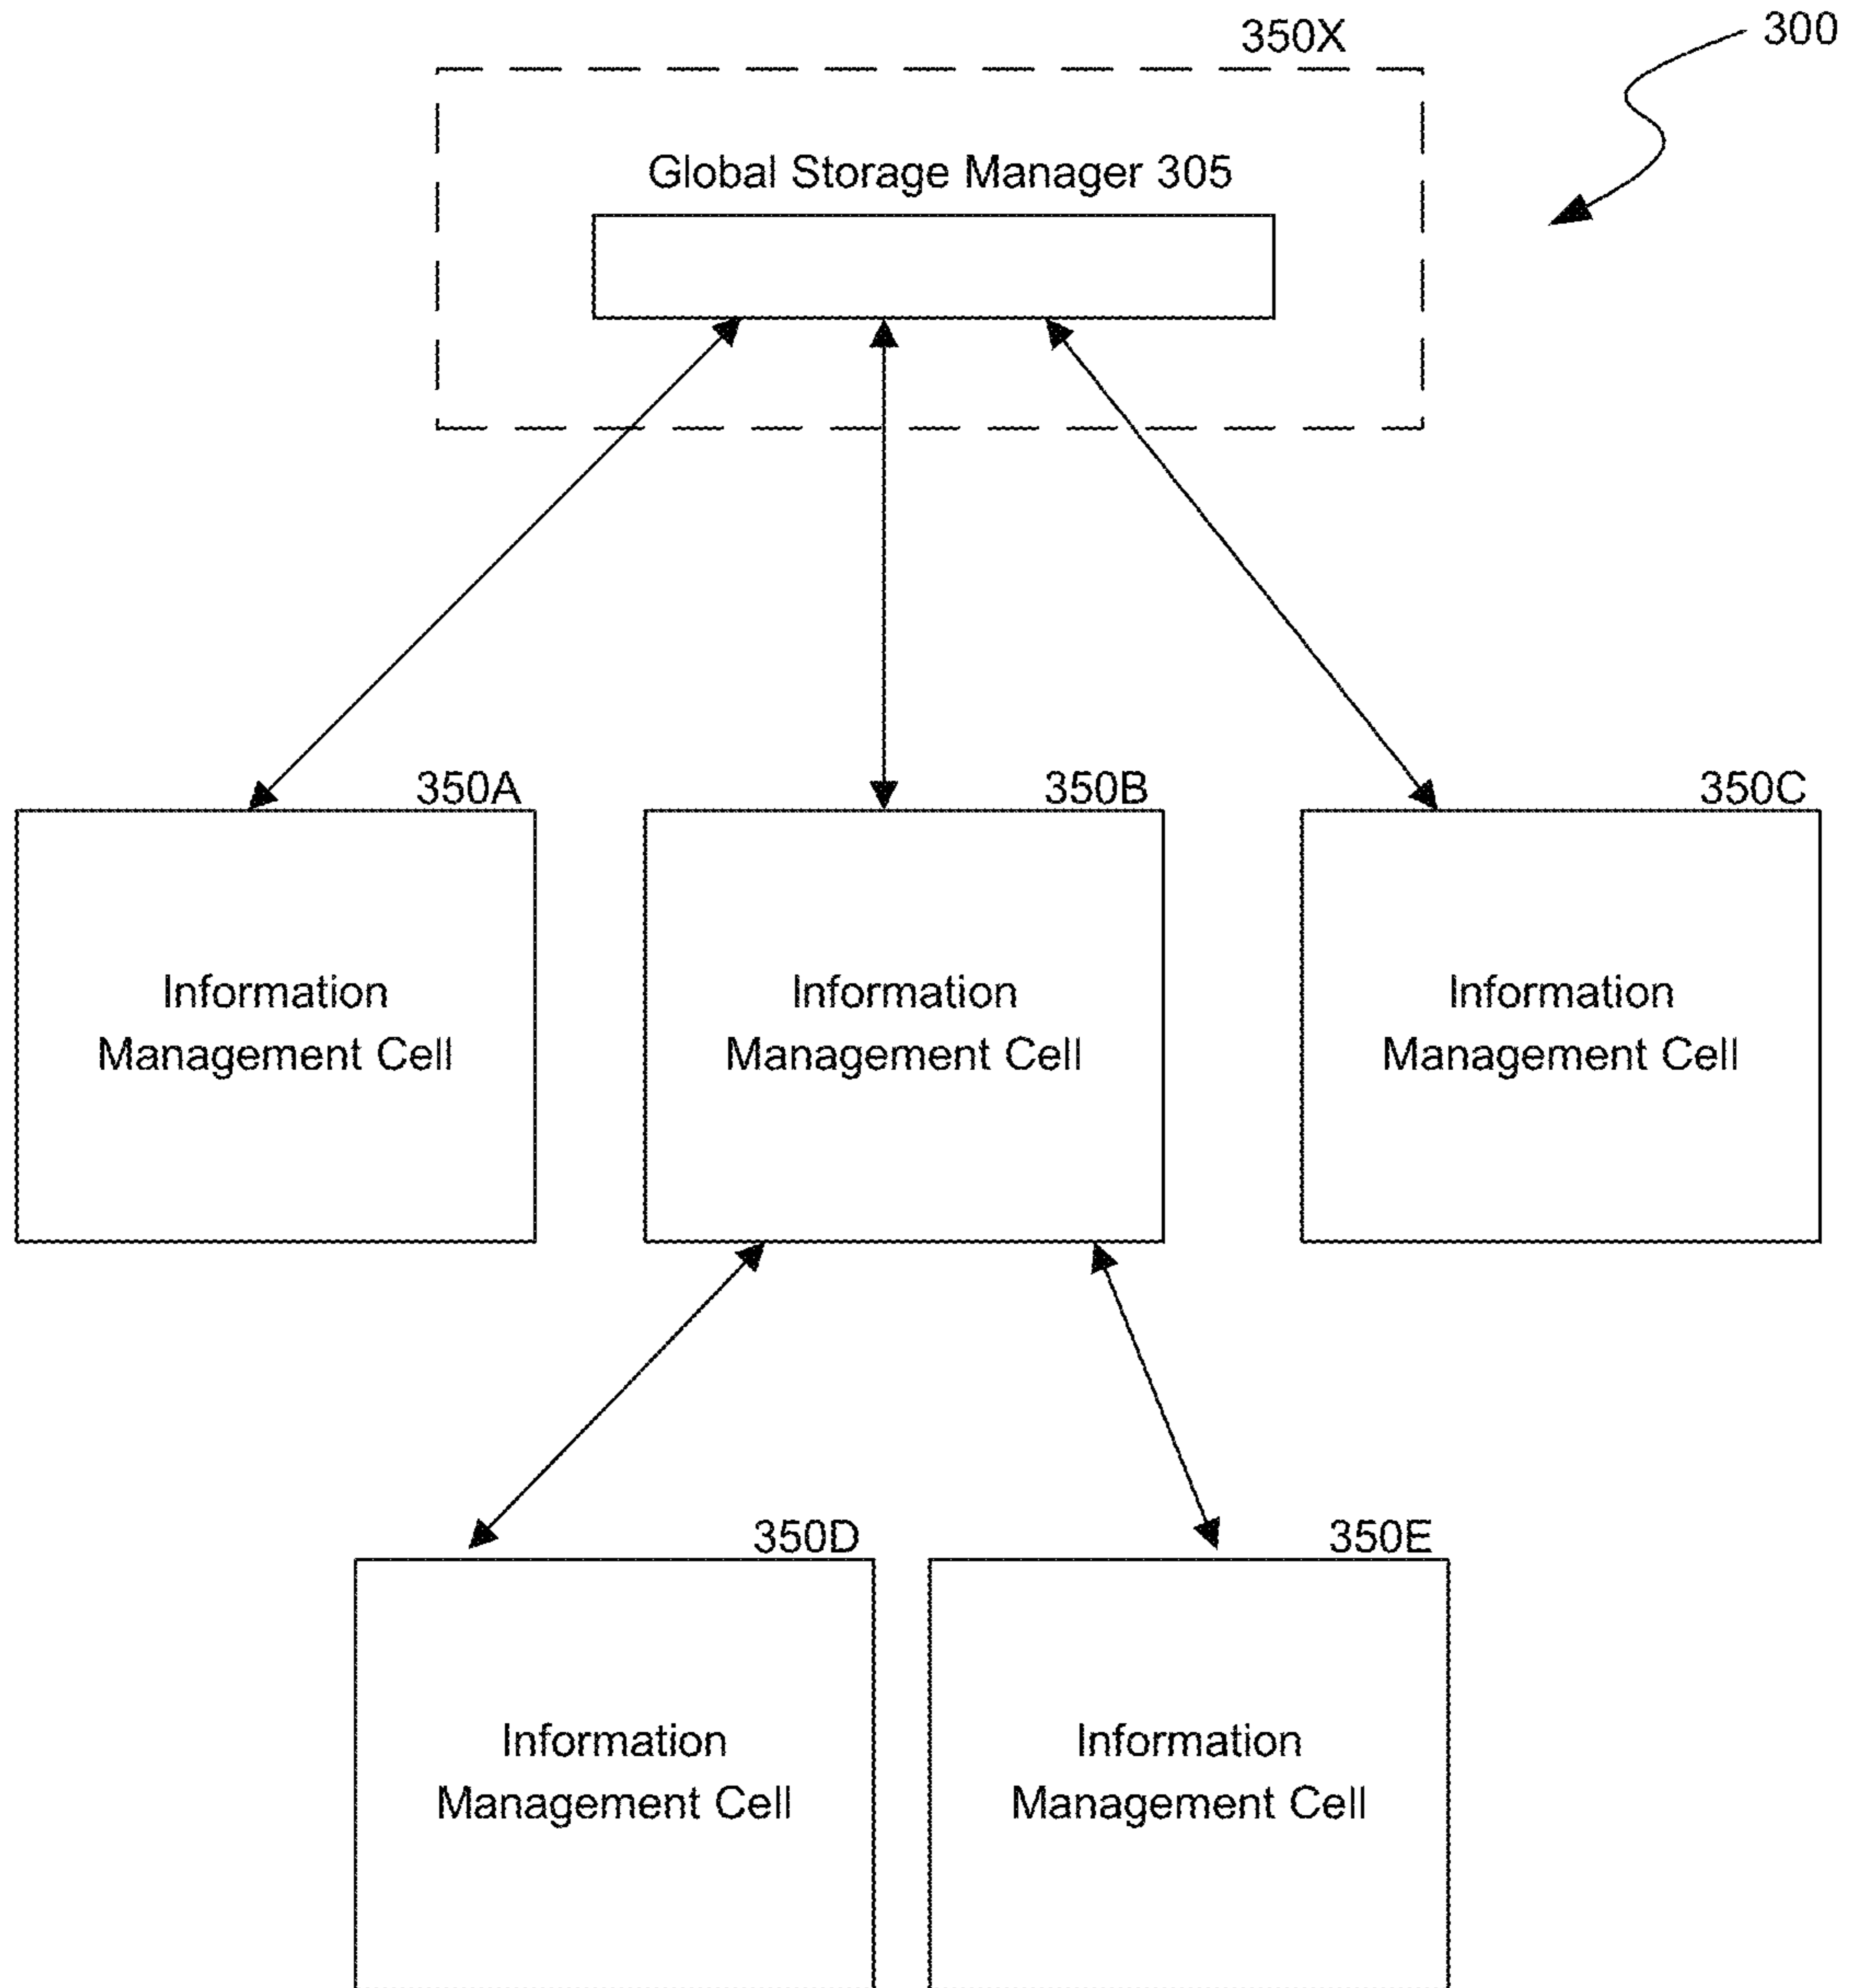 350X
300
Global Storage Manager 305
350A
350B
350C
Information
Management Cell
Information
Management Cell
Information
Management Cell
350D
350E
Information
Management Cell
Information
Management Cell